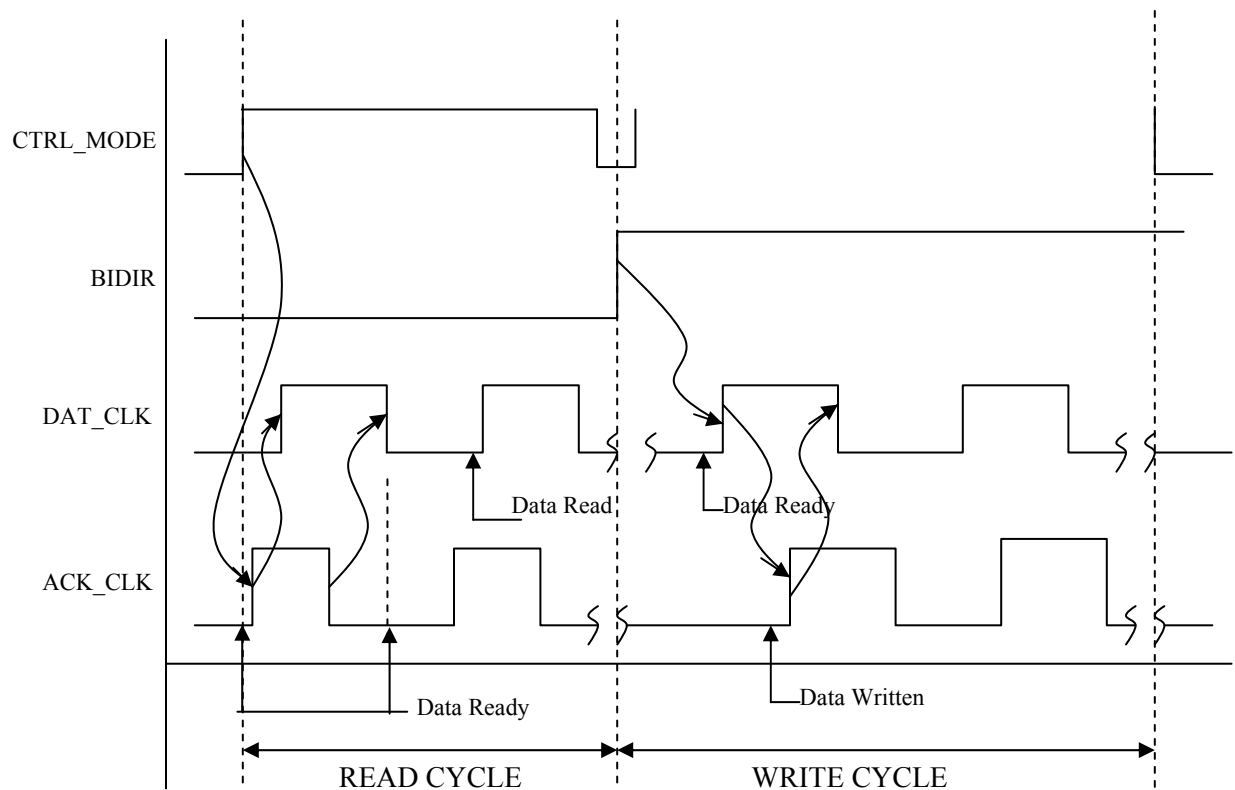 CTRL_MODE
BIDIR
DAT_CLK
Data Read
Data Ready
ACK_CLK
Data Ready
Data Written
READ CYCLE
WRITE CYCLE